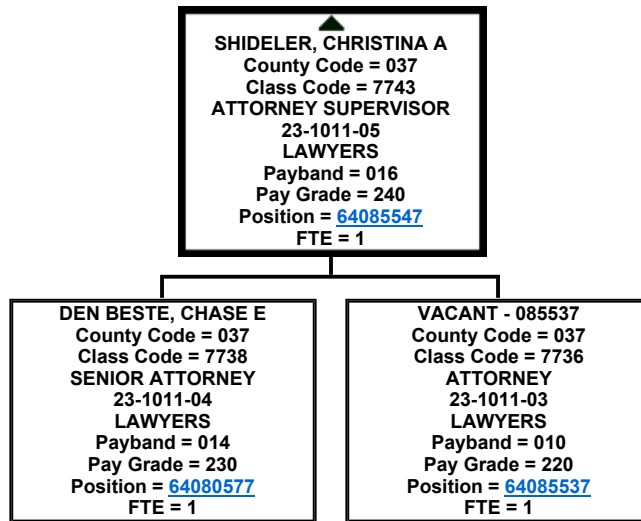 SHIDELER, CHRISTINA A
County Code = 037
Class Code = 7743
ATTORNEY SUPERVISOR
23-1011-05
LAWYERS
Payband = 016
Pay Grade = 240
Position = 64085547
FTE = 1
DEN BESTE, CHASE E
County Code = 037
Class Code = 7738
SENIOR ATTORNEY
23-1011-04
LAWYERS
Payband = 014
Pay Grade = 230
Position = 64080577
FTE = 1
VACANT - 085537
County Code = 037
Class Code = 7736
ATTORNEY
23-1011-03
LAWYERS
Payband = 010
Pay Grade = 220
Position = 64085537
FTE = 1